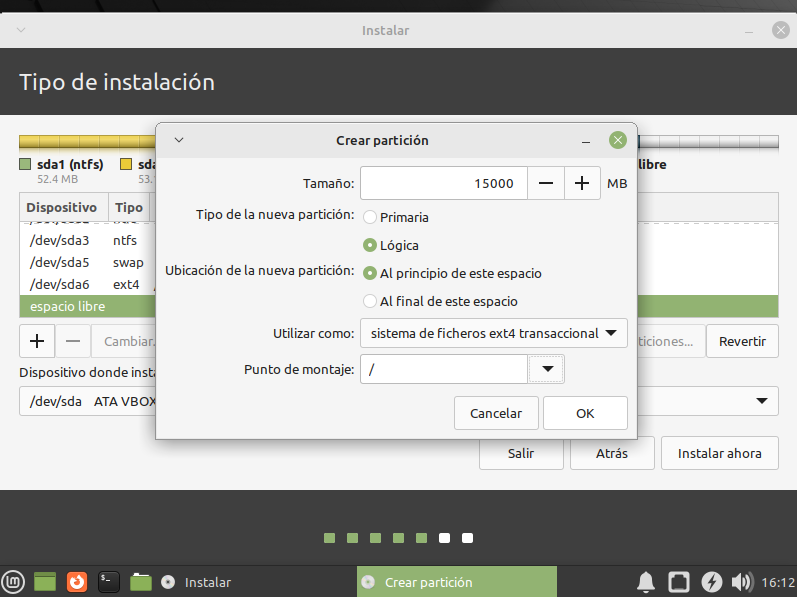 Instalar
Tipo de instalación
Crear partición
sda1 (ntfs)
52.4 MB
sda
53.
libre
Tamaño: 15000 MB
Tipo de la nueva partición: Primaria
Lógica
Ubicación de la nueva partición: Al principio de este espacio
Al final de este espacio
Utilizar como: sistema de ficheros ext4 transaccional
Punto de montaje: /
Cancelar OK
Dispositivo Tipo
/dev/sda3 ntfs
/dev/sda5 swap
/dev/sda6 ext4 /
espacio libre
+ − Cambiar. ticiones... Revertir
Dispositivo donde insta
/dev/sda ATA VBOX
Salir Atrás Instalar ahora
Instalar Crear partición 16:12